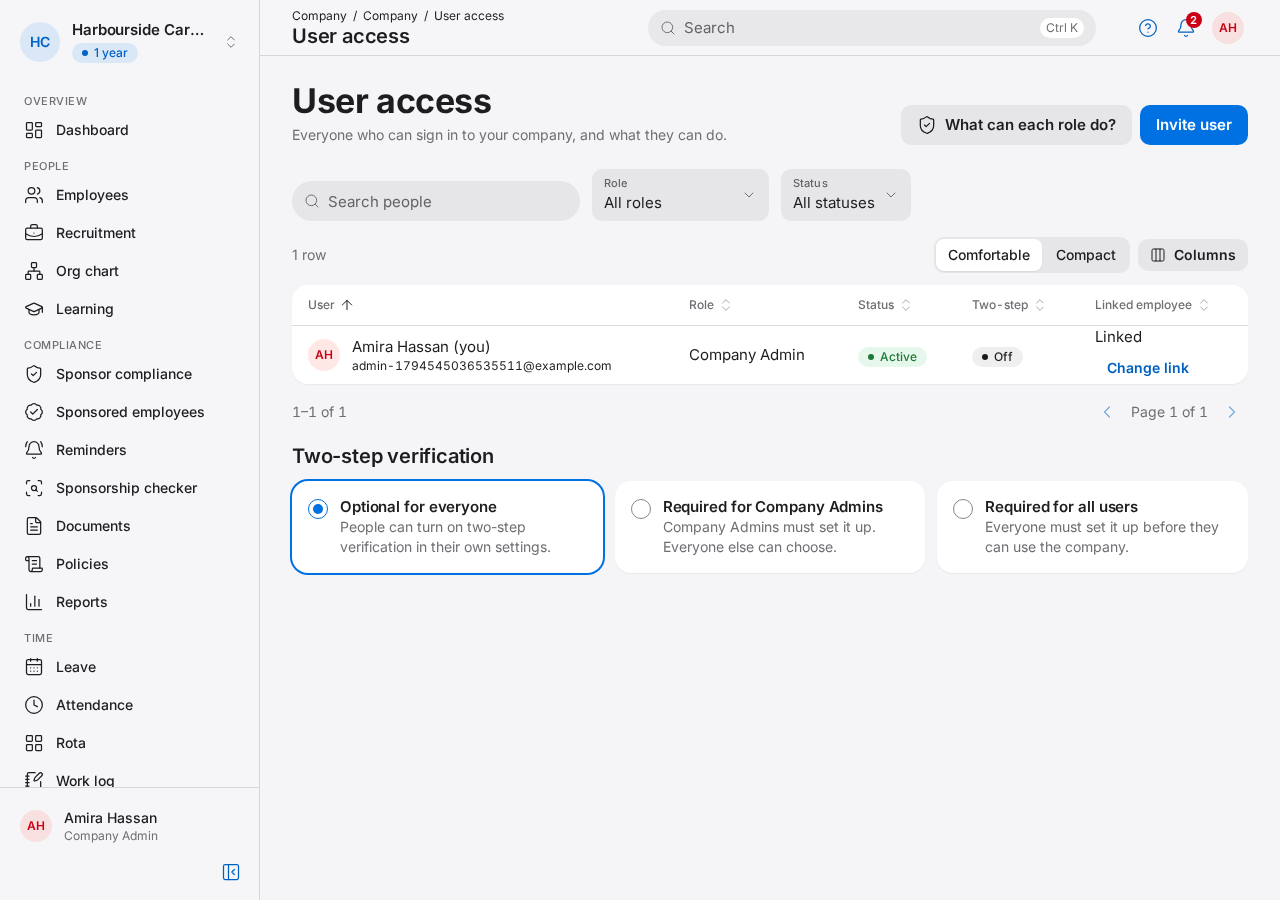 HC
Harbourside Car...
1 year
OVERVIEW
Dashboard
PEOPLE
Employees
Recruitment
Org chart
Learning
COMPLIANCE
Sponsor compliance
Sponsored employees
Reminders
Sponsorship checker
Documents
Policies
Reports
TIME
Leave
Attendance
Rota
Work log
AH
Amira Hassan
Company Admin
Company / Company / User access
User access
Search
Ctrl K
2
AH
User access
Everyone who can sign in to your company, and what they can do.
What can each role do?
Invite user
Search people
Role
All roles
Status
All statuses
1 row
Comfortable
Compact
Columns
User
Role
Status
Two-step
Linked employee
AH
Amira Hassan (you)
admin-1794545036535511@example.com
Company Admin
Active
Off
Linked
Change link
1–1 of 1
Page 1 of 1
Two-step verification
Optional for everyone
People can turn on two-step
verification in their own settings.
Required for Company Admins
Company Admins must set it up.
Everyone else can choose.
Required for all users
Everyone must set it up before they
can use the company.